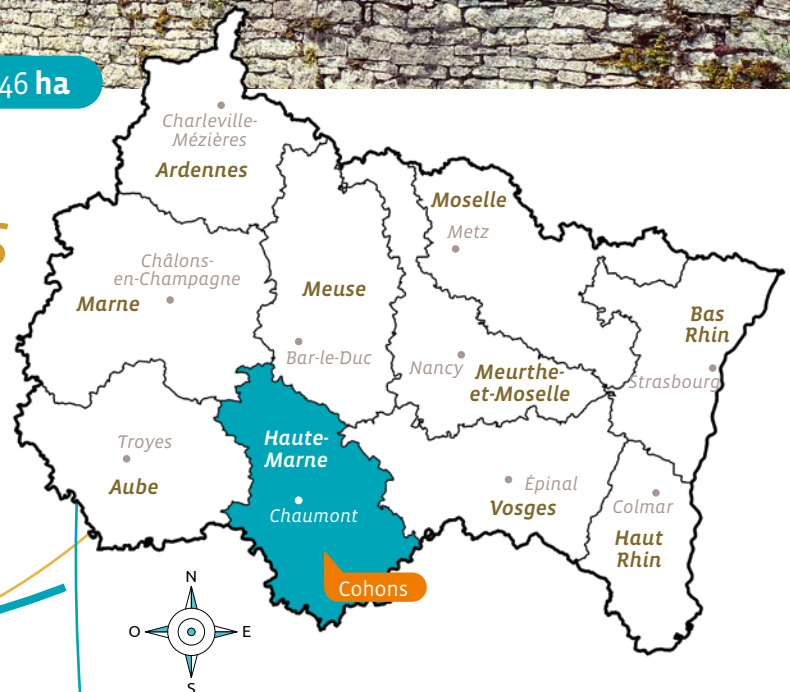 46 ha
s
Charleville-
Mézières
Ardennes
Moselle
Metz
Châlons-
en-Champagne
Marne
Meuse
Bas
Rhin
Bar-le-Duc
Nancy
Meurthe-
et-Moselle
Strasbourg
Troyes
Aube
Haute-
Marne
Chaumont
Épinal
Vosges
Colmar
Haut
Rhin
Cohons
N
O
E
S